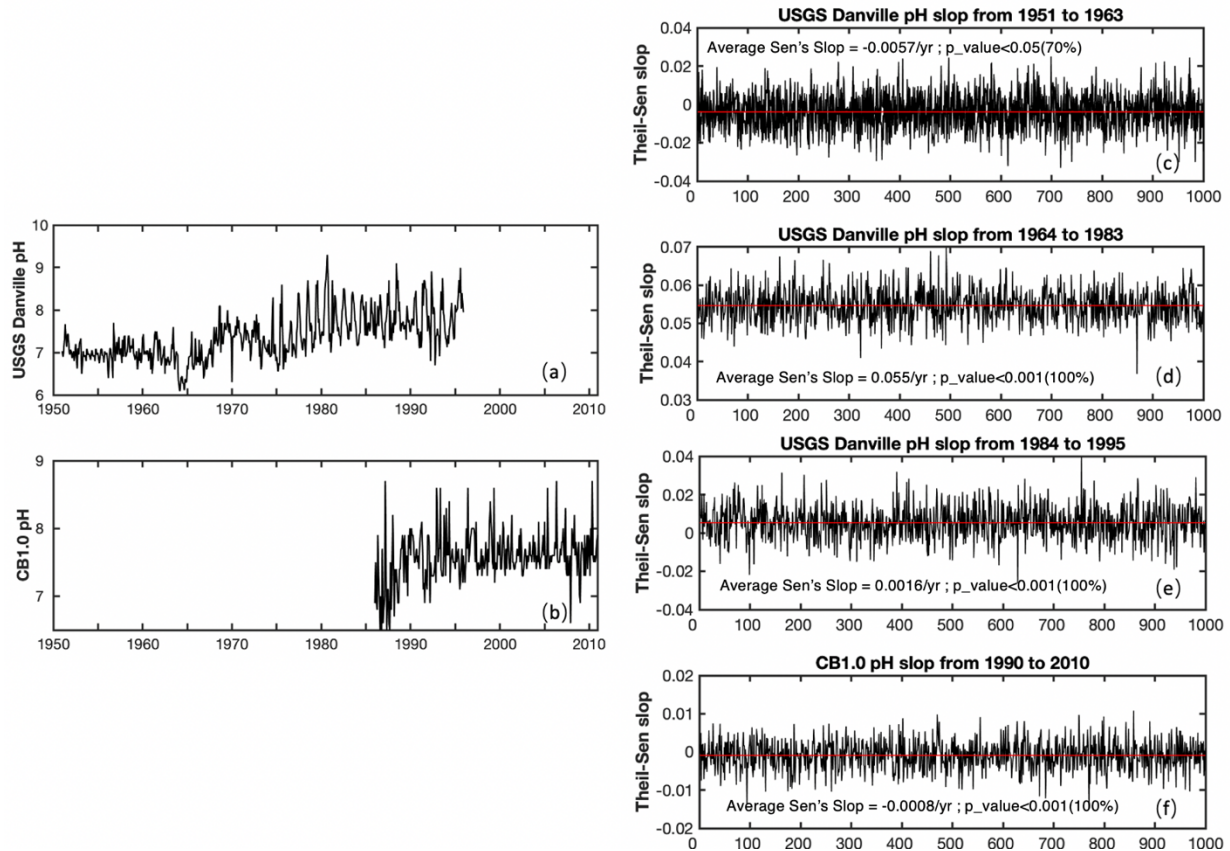 USGS Danville pH
10
9
8
7
6
1950 1960 1970 1980 1990 2000 2010
(a)
CB1.0 pH
9
8
7
1950 1960 1970 1980 1990 2000 2010
(b)
USGS Danville pH slop from 1951 to 1963
Average Sen's Slop = -0.0057/yr ; p_value<0.05(70%)
Theil-Sen slop
0.04
0.02
0
-0.02
-0.04
0 100 200 300 400 500 600 700 800 900 1000
(c)
USGS Danville pH slop from 1964 to 1983
Theil-Sen slop
0.07
0.06
0.05
0.04
0.03
Average Sen's Slop = 0.055/yr ; p_value<0.001(100%)
(d)
0 100 200 300 400 500 600 700 800 900 1000
USGS Danville pH slop from 1984 to 1995
Theil-Sen slop
0.04
0.02
0
-0.02
-0.04
Average Sen's Slop = 0.0016/yr ; p_value<0.001(100%)
(e)
0 100 200 300 400 500 600 700 800 900 1000
CB1.0 pH slop from 1990 to 2010
Theil-Sen slop
0.02
0.01
0
-0.01
-0.02
Average Sen's Slop = -0.0008/yr ; p_value<0.001(100%)
(f)
0 100 200 300 400 500 600 700 800 900 1000